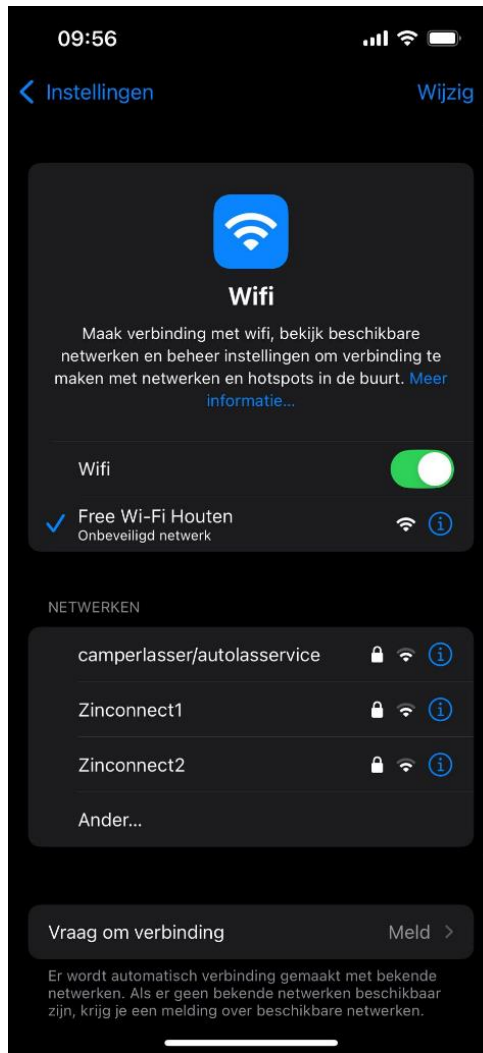 09:56
Instellingen
Wijzig
Wifi
Maak verbinding met wifi, bekijk beschikbare
netwerken en beheer instellingen om verbinding te
maken met netwerken en hotspots in de buurt. Meer
informatie...
Wifi
Free Wi-Fi Houten
Onbeveiligd netwerk
NETWERKEN
camperlasser/autolasservice
Zinconnect1
Zinconnect2
Ander...
Vraag om verbinding
Meld
Er wordt automatisch verbinding gemaakt met bekende
netwerken. Als er geen bekende netwerken beschikbaar
zijn, krijg je een melding over beschikbare netwerken.